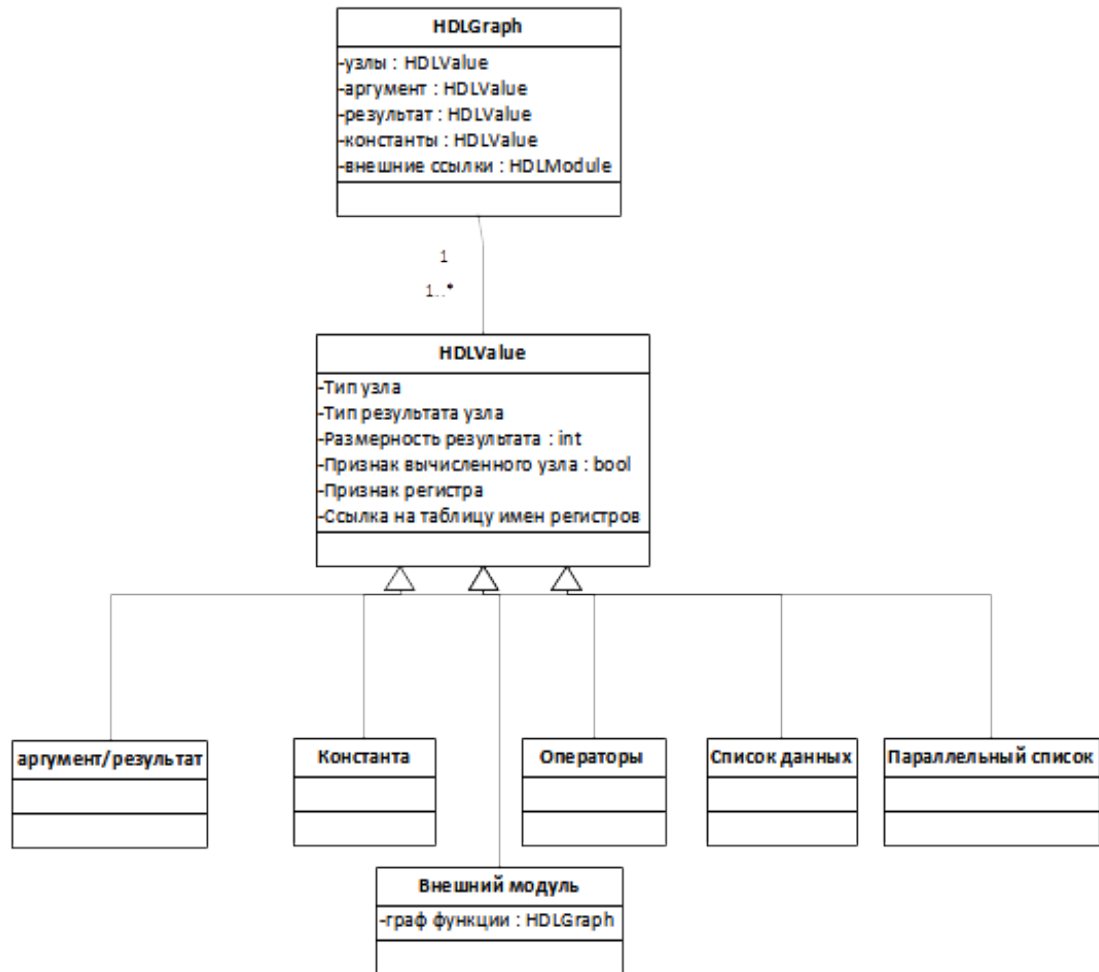 HDLGraph
-узлы : HDLValue
-аргумент : HDLValue
-результат : HDLValue
-константы : HDLValue
-внешние ссылки : HDLModule
1
1..*
HDLValue
-Тип узла
-Тип результата узла
-Размерность результата : int
-Признак вычисленного узла : bool
-Признак регистра
-Ссылка на таблицу имен регистров
аргумент/результат
Константа
Операторы
Список данных
Параллельный список
Внешний модуль
-граф функции : HDLGraph